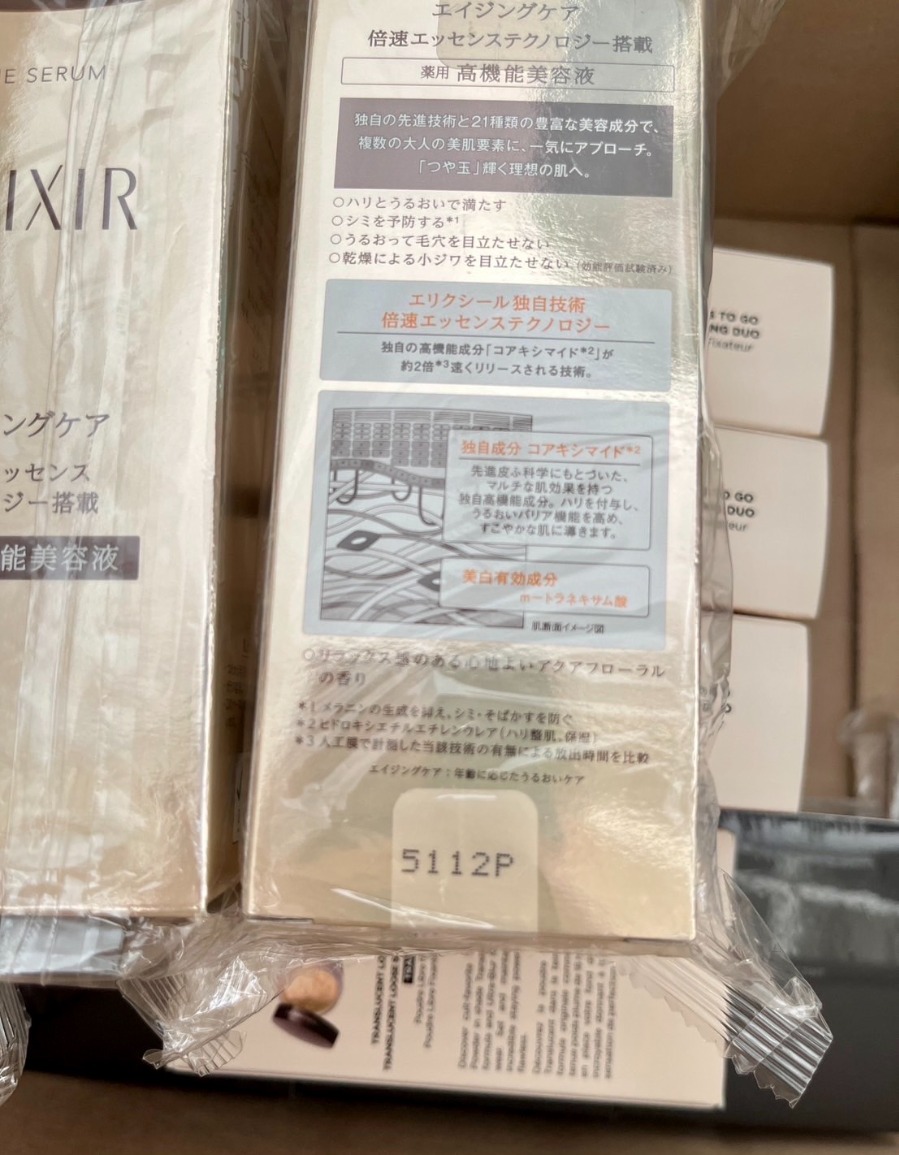 SERUM
IXIR
ングケア
ッセンス
ジー搭載
能美容液
エイジングケア
倍速エッセンステクノロジー搭載
薬用 高機能美容液
独自の先進技術と21種類の豊富な美容成分で、
複数の大人の美肌要素に、一気にアプローチ。
「つや玉」輝く理想の肌へ。
○ハリとうるおいで満たす
○シミを予防する*1
○うるおって毛穴を目立たせない
○乾燥による小ジワを目立たせない (効能評価試験済み)
エリクシール独自技術
倍速エッセンステクノロジー
独自の高機能成分「コアキシマイド*2」が
約2倍*3速くリリースされる技術。
独自成分 コアキシマイド*2
先進皮ふ科学にもとづいた、
マルチな肌効果を持つ
独自高機能成分。ハリを付与し、
うるおいバリア機能を高め、
すこやかな肌に導きます。
美白有効成分
m-トラネキサム酸
肌断面イメージ図
○リラックス感のある心地よいアクアフローラル
の香り
*1 メラニンの生成を抑え、シミ・そばかすを防ぐ
*2 ヒドロキシエチルエチレンウレア(ハリ整肌、保湿)
*3 人工膜で計測した当該技術の有無による放出時間を比較
エイジングケア：年齢に応じたうるおいケア
5112P
TO GO
NG DUO
fixateur
GO
DUO
eur
TRANSLUCENT LO
TRANSLUCENT LOOSE S
Poudre Libre
Poudre Libre
Discover cult-favorite